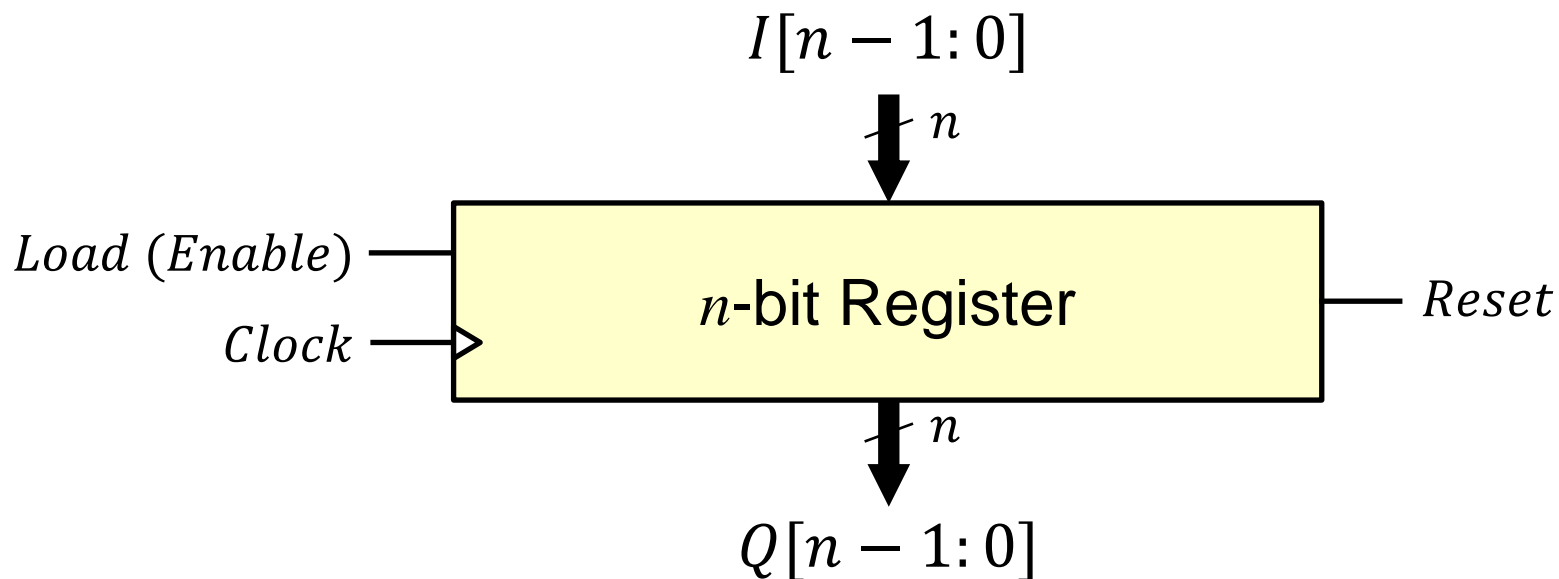 I[n − 1: 0]
n
Load (Enable)
n-bit Register
Reset
Clock
n
Q[n − 1: 0]